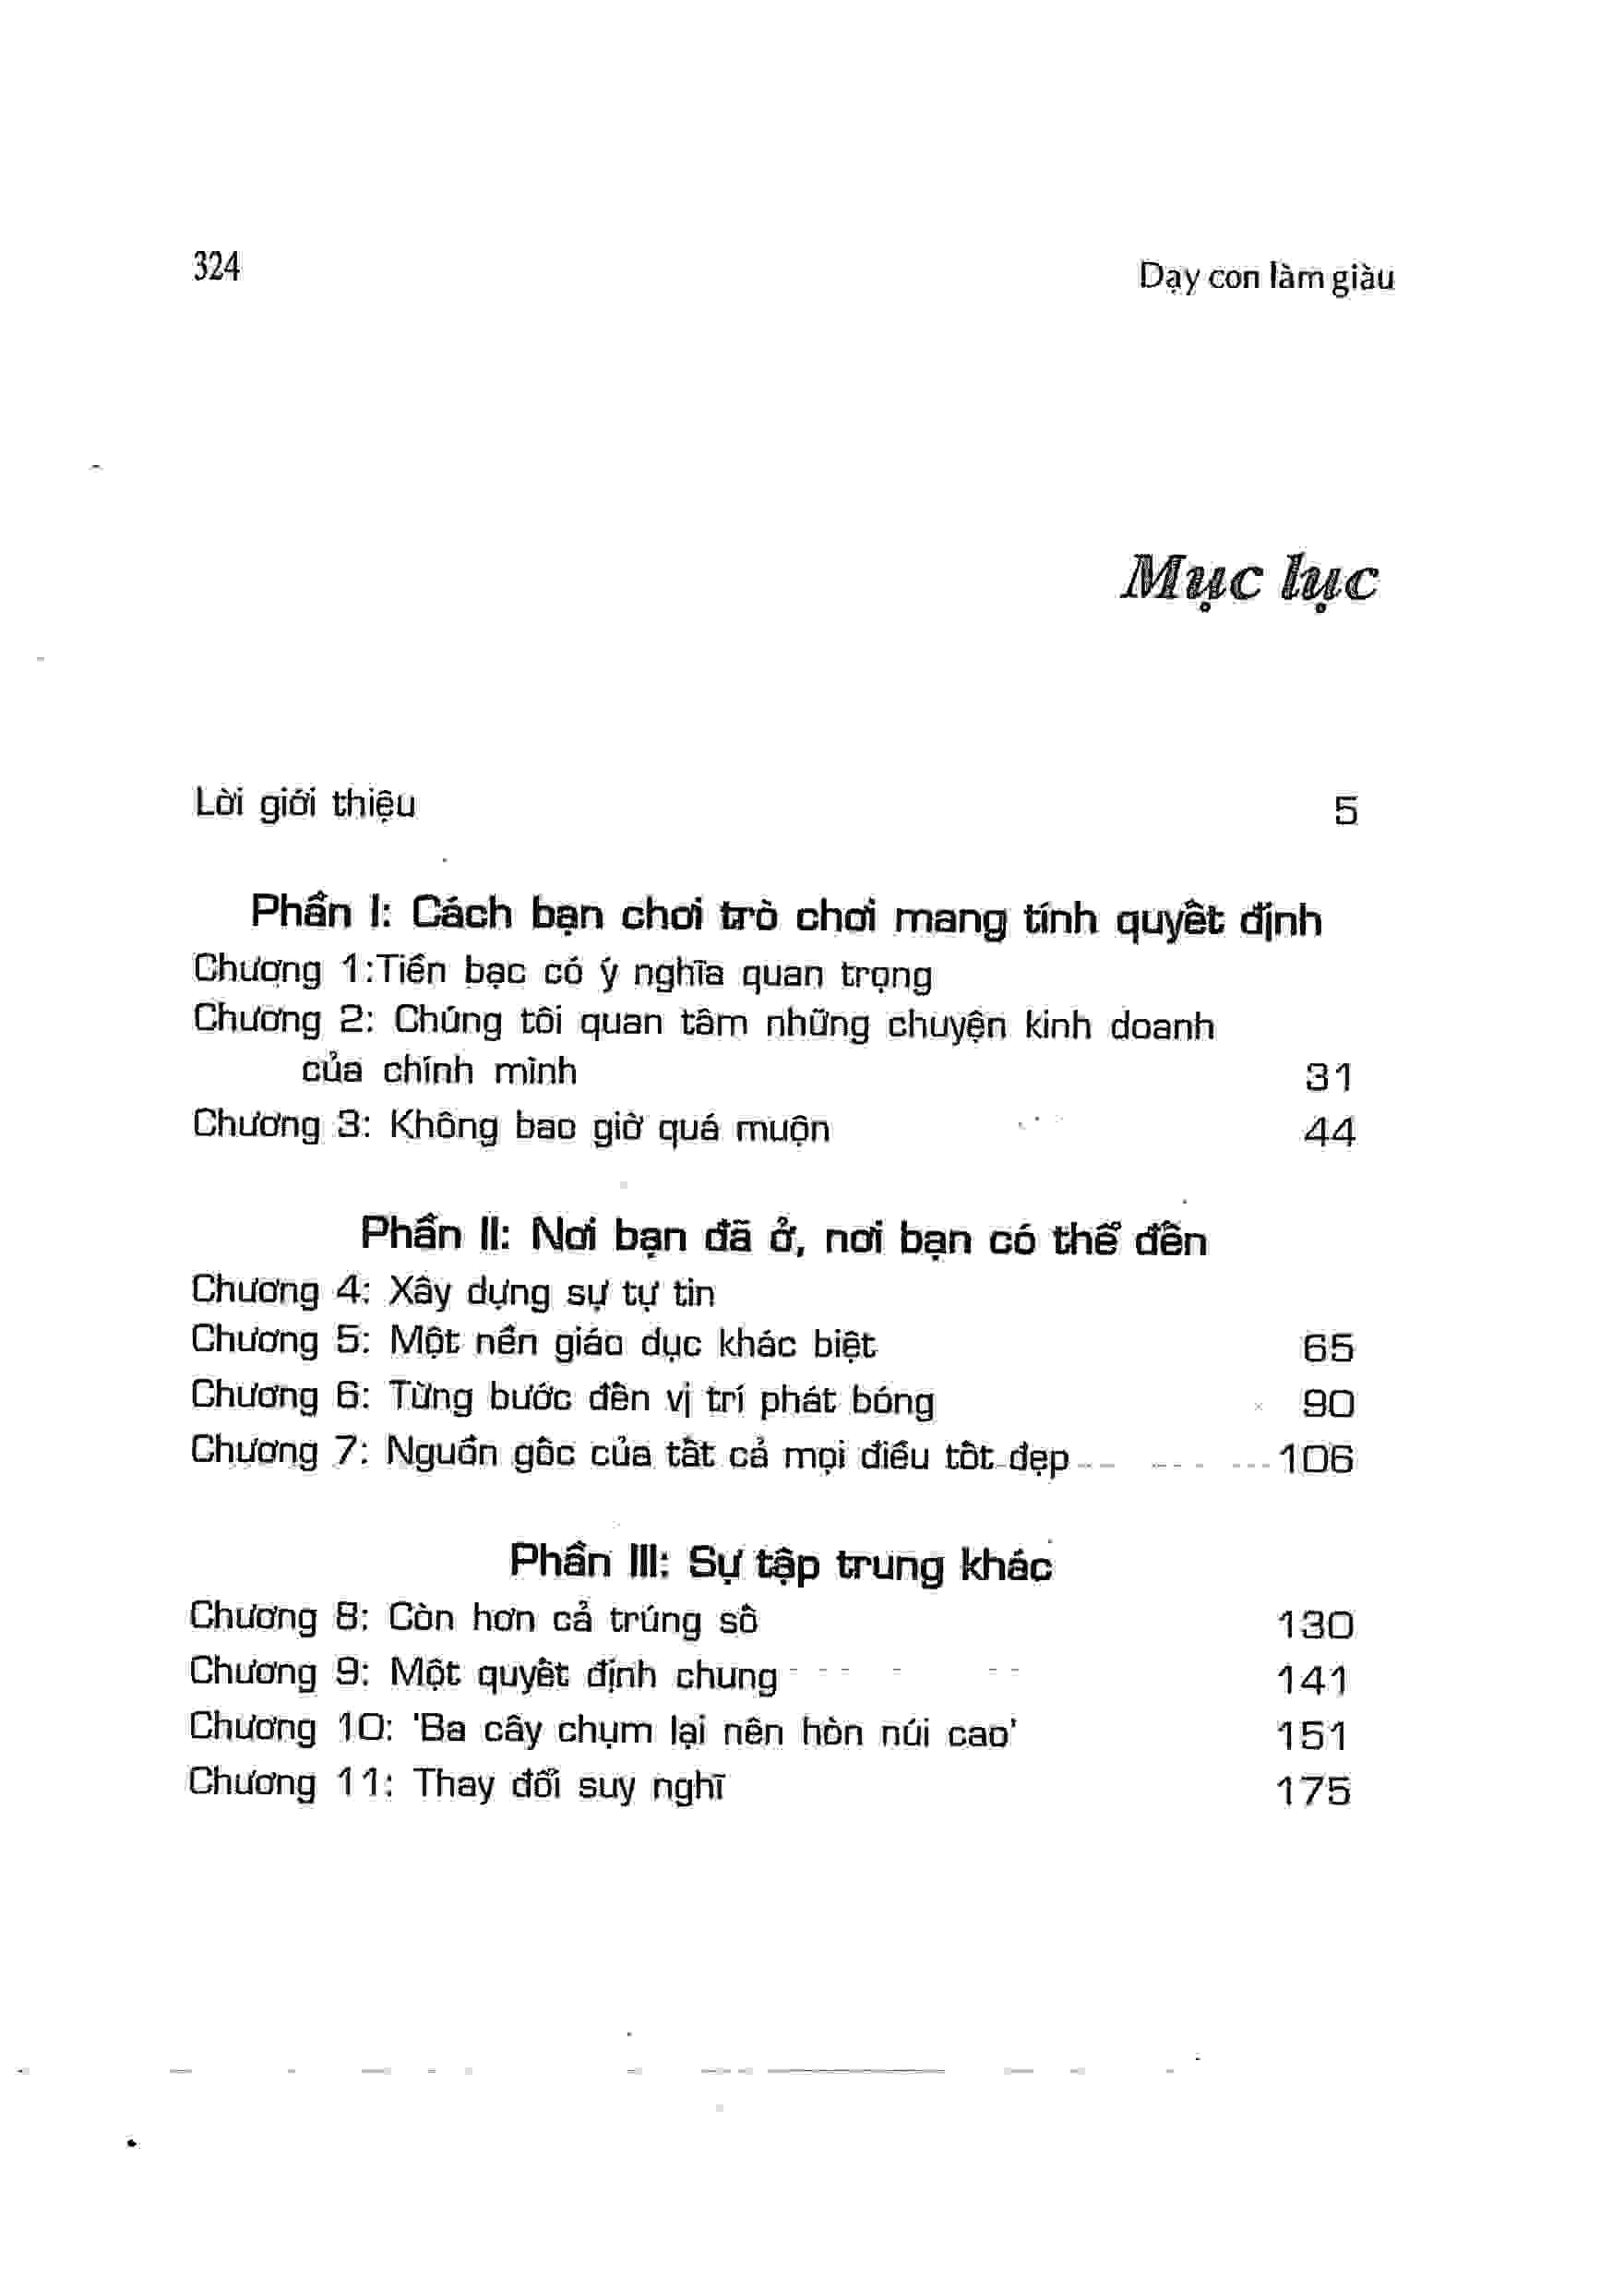 324
Dạy con làm giàu
Mục lục
Lời giới thiệu 5
Phần I: Cách bạn chơi trò chơi mang tính quyết định
Chương 1:Tiền bạc có ý nghĩa quan trọng
Chương 2: Chúng tôi quan tâm những chuyện kinh doanh
của chính mình 31
Chương 3: Không bao giờ quá muộn 44
Phần II: Nơi bạn đã ở, nơi bạn có thể đến
Chương 4: Xây dựng sự tự tin
Chương 5: Một nền giáo dục khác biệt 65
Chương 6: Từng bước đến vị trí phát bóng 90
Chương 7: Nguồn gốc của tất cả mọi điều tốt đẹp 106
Phần III: Sự tập trung khác
Chương 8: Còn hơn cả trúng số 130
Chương 9: Một quyết định chung 141
Chương 10: 'Ba cây chụm lại nên hòn núi cao' 151
Chương 11: Thay đổi suy nghĩ 175